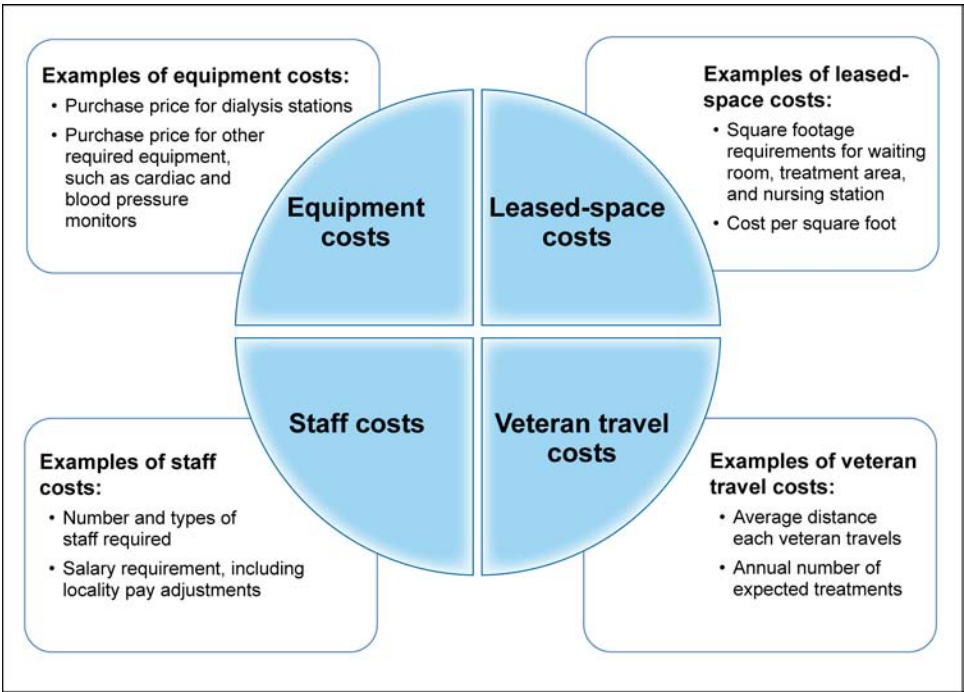 Examples of equipment costs:
• Purchase price for dialysis stations
• Purchase price for other
required equipment,
such as cardiac and
blood pressure
monitors
Examples of leased-
space costs:
• Square footage
requirements for waiting
room, treatment area,
and nursing station
• Cost per square foot
Equipment
costs
Leased-space
costs
Staff costs
Veteran travel
costs
Examples of staff
costs:
• Number and types of
staff required
• Salary requirement, including
locality pay adjustments
Examples of veteran
travel costs:
• Average distance
each veteran travels
• Annual number of
expected treatments